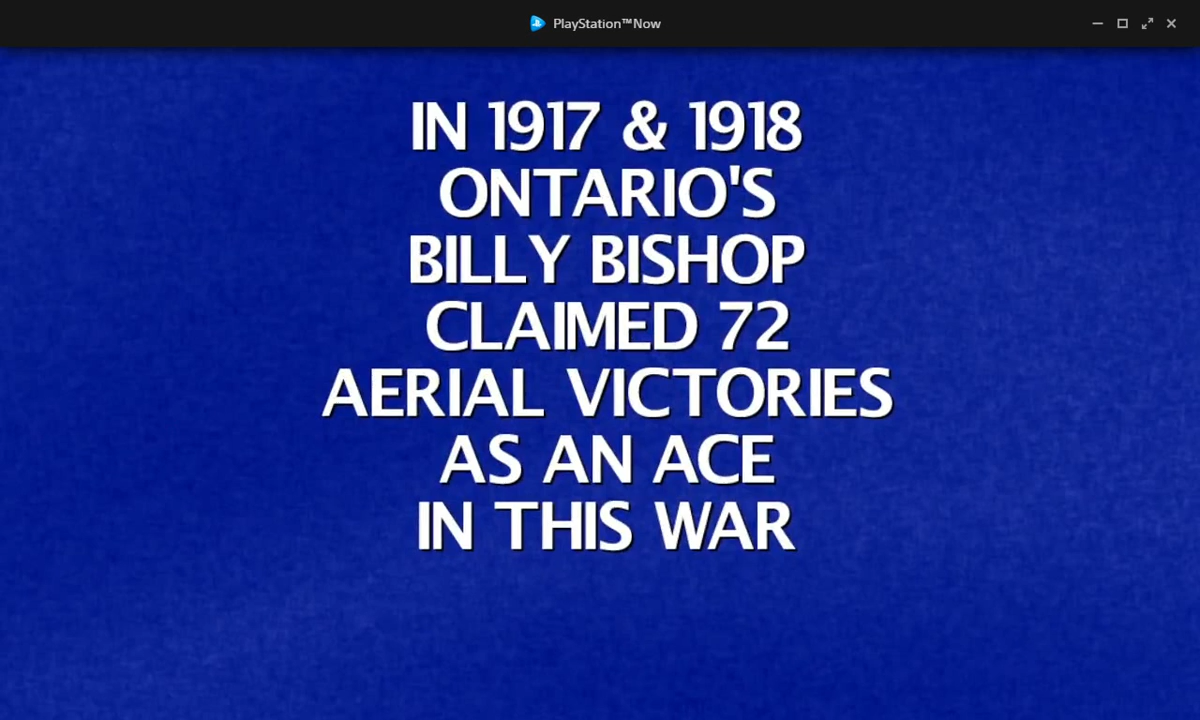 PlayStation™Now
IN 1917 & 1918
ONTARIO'S
BILLY BISHOP
CLAIMED 72
AERIAL VICTORIES
AS AN ACE
IN THIS WAR